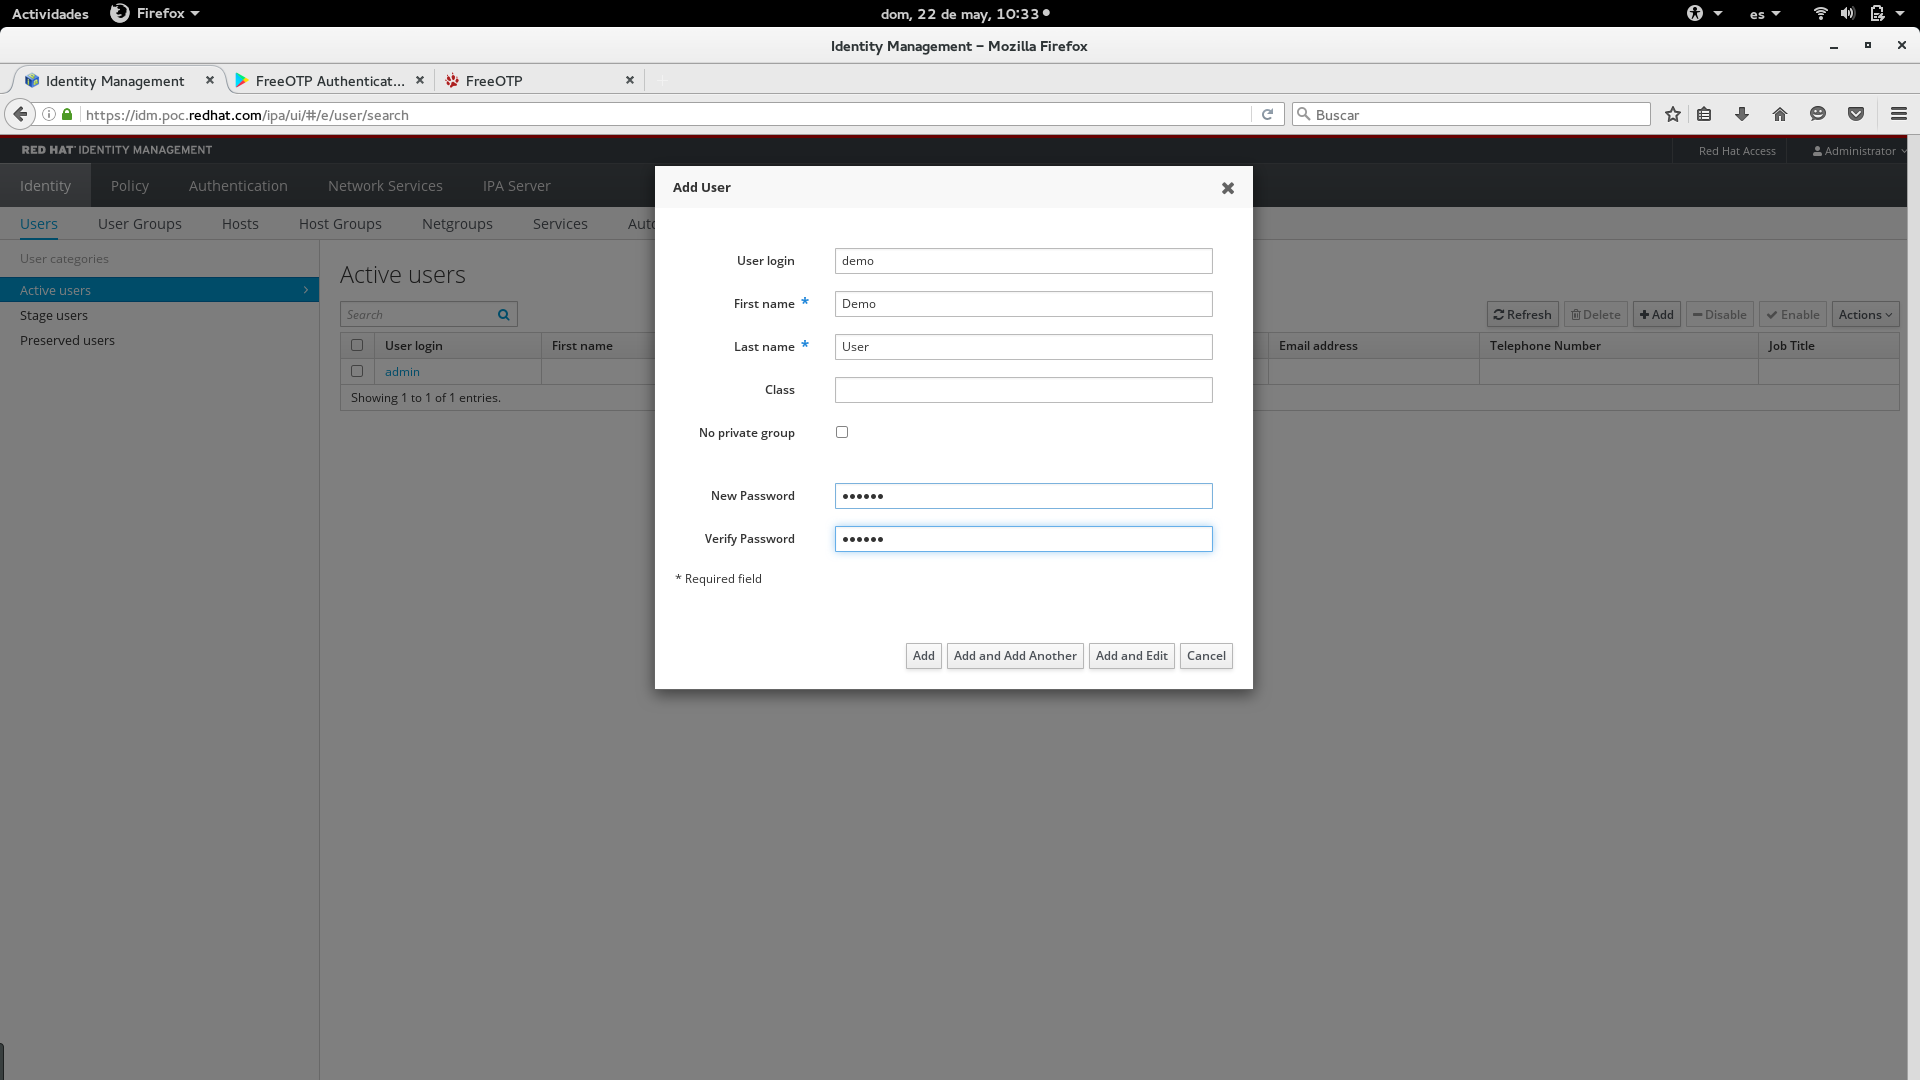 Actividades Firefox dom, 22 de may, 10:33 es
Identity Management – Mozilla Firefox
Identity Management FreeOTP Authenticat... FreeOTP
https://idm.poc.redhat.com/ipa/ui/#/e/user/search Buscar
RED HAT IDENTITY MANAGEMENT Red Hat Access Administrator
Identity Policy Authentication Network Services IPA Server
Users User Groups Hosts Host Groups Netgroups Services
User categories
Active users
Stage users
Preserved users
Active users
Search Refresh Delete Add Disable Enable Actions
User login First name Email address Telephone Number Job Title
admin
Showing 1 to 1 of 1 entries.
Add User
User login demo
First name * Demo
Last name * User
Class
No private group
New Password ••••••
Verify Password ••••••
* Required field
Add Add and Add Another Add and Edit Cancel